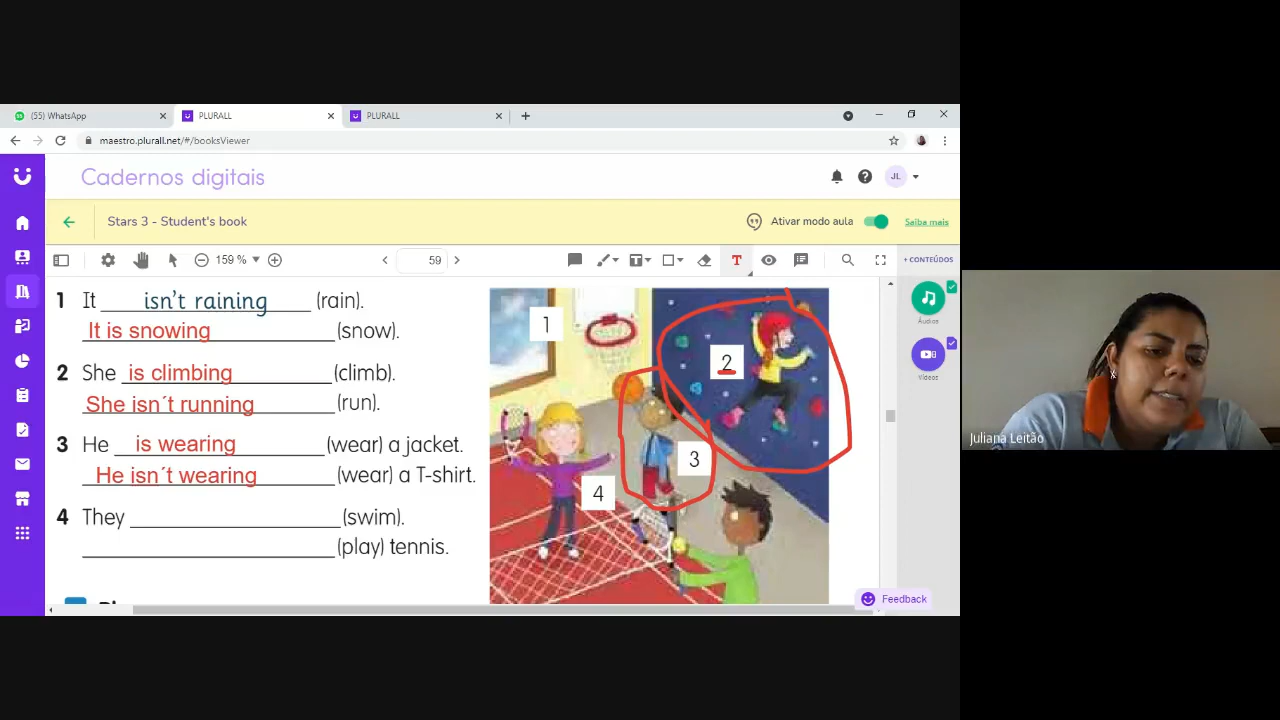 (55) WhatsApp
PLURALL
PLURALL
maestro.plurall.net/#/booksViewer
Cadernos digitais
JL
Stars 3 - Student's book
Ativar modo aula
Saiba mais
159 %
59
T
+ CONTEÚDOS
1 It isn't raining (rain).
It is snowing (snow).
2 She is climbing (climb).
She isn´t running (run).
3 He is wearing (wear) a jacket.
He isn´t wearing (wear) a T-shirt.
4 They ____________________ (swim).
____________________ (play) tennis.
1
2
3
4
Áudios
Vídeos
Feedback
Juliana Leitão